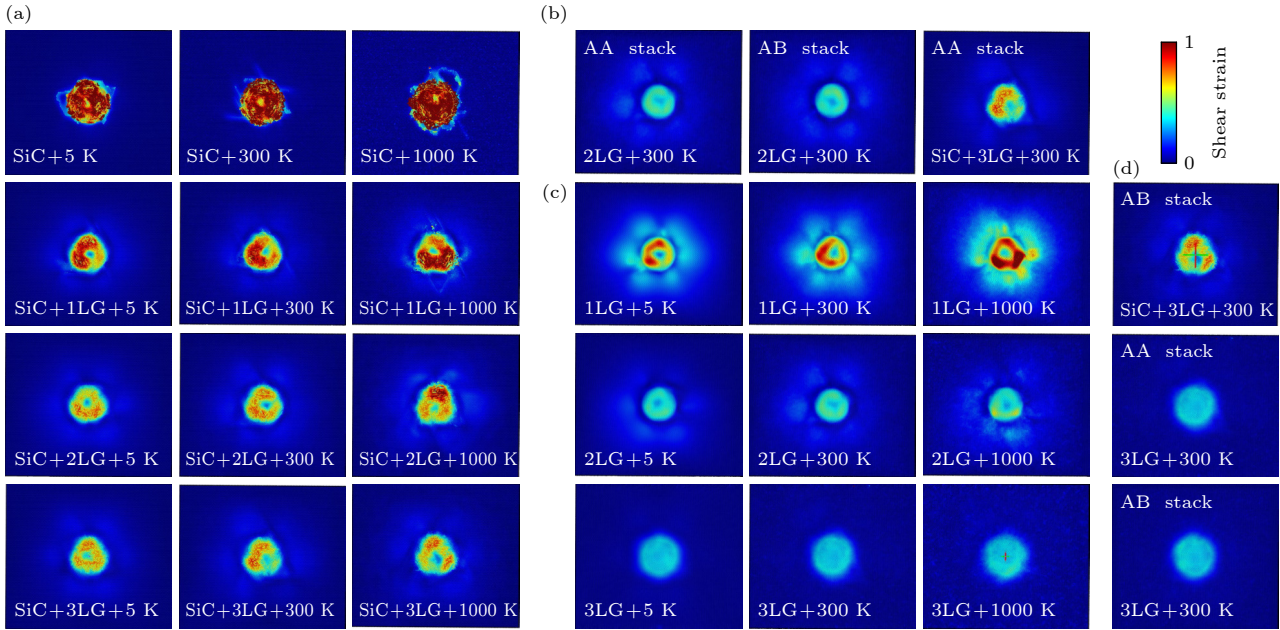 (a)
(b)
AA stack
AB stack
AA stack
1
0
Shear strain
SiC+5 K
SiC+300 K
SiC+1000 K
2LG+300 K
2LG+300 K
SiC+3LG+300 K
(c)
(d)
AB stack
SiC+1LG+5 K
SiC+1LG+300 K
SiC+1LG+1000 K
1LG+5 K
1LG+300 K
1LG+1000 K
SiC+3LG+300 K
AA stack
SiC+2LG+5 K
SiC+2LG+300 K
SiC+2LG+1000 K
2LG+5 K
2LG+300 K
2LG+1000 K
3LG+300 K
AB stack
SiC+3LG+5 K
SiC+3LG+300 K
SiC+3LG+1000 K
3LG+5 K
3LG+300 K
3LG+1000 K
3LG+300 K